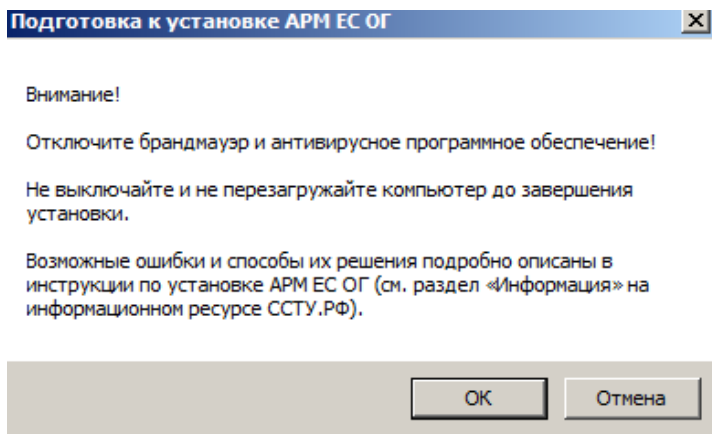 Подготовка к установке АРМ ЕС ОГ
Внимание!
Отключите брандмауэр и антивирусное программное обеспечение!
Не выключайте и не перезагружайте компьютер до завершения
установки.
Возможные ошибки и способы их решения подробно описаны в
инструкции по установке АРМ ЕС ОГ (см. раздел «Информация» на
информационном ресурсе ССТУ.РФ).
ОК
Отмена